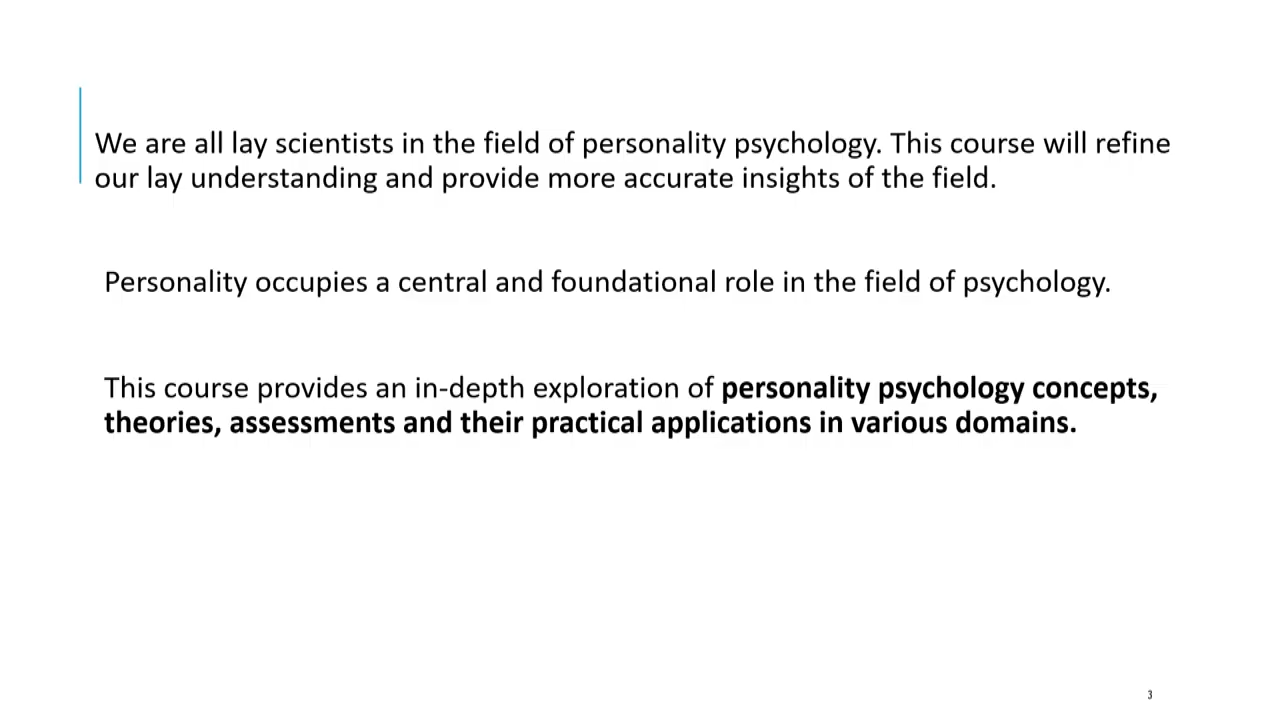 We are all lay scientists in the field of personality psychology. This course will refine
our lay understanding and provide more accurate insights of the field.
Personality occupies a central and foundational role in the field of psychology.
This course provides an in-depth exploration of personality psychology concepts,
theories, assessments and their practical applications in various domains.
3